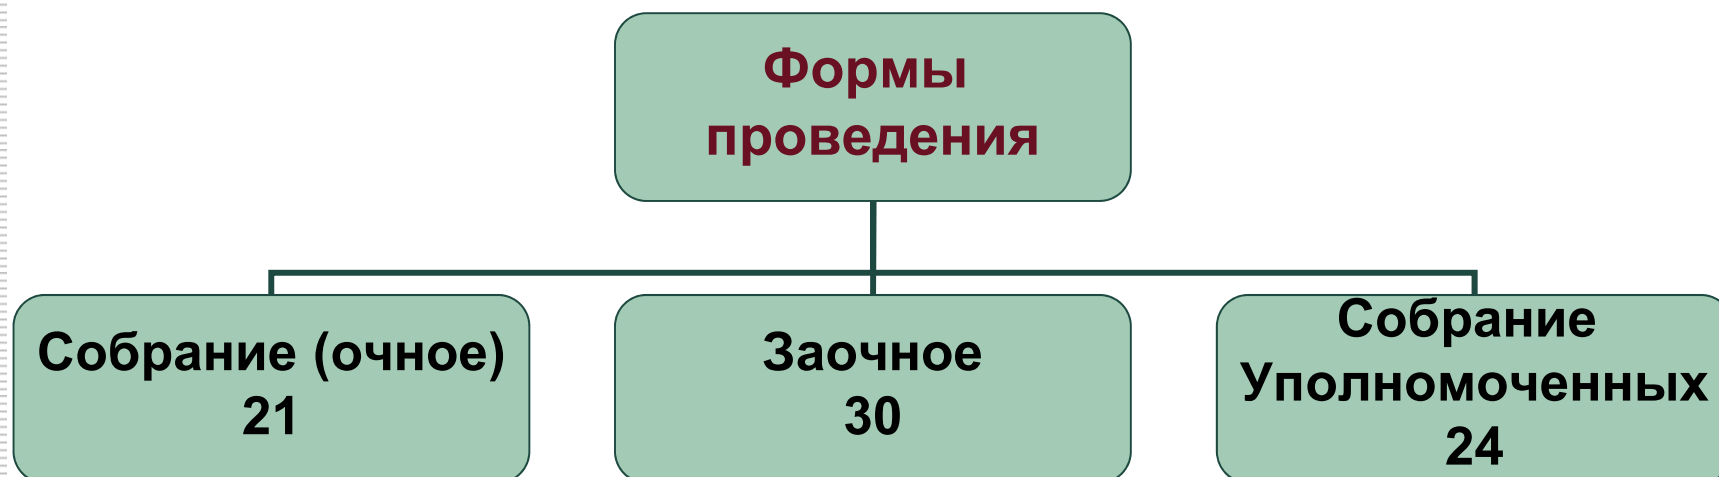 Формы
проведения
Собрание (очное)
21
Заочное
30
Собрание
Уполномоченных
24